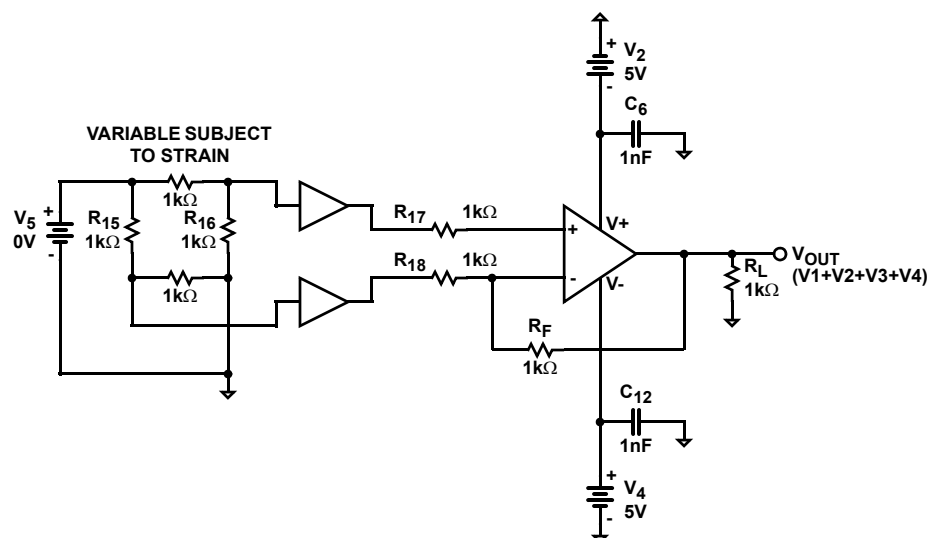 +
V2
5V
-
C6
1nF
VARIABLE SUBJECT
TO STRAIN
1kΩ
V5
0V
+
-
R15
1kΩ
R16
1kΩ
1kΩ
R17
1kΩ
R18
1kΩ
+
-
V+
V-
RF
1kΩ
RL
1kΩ
VOUT
(V1+V2+V3+V4)
C12
1nF
+
V4
5V
-